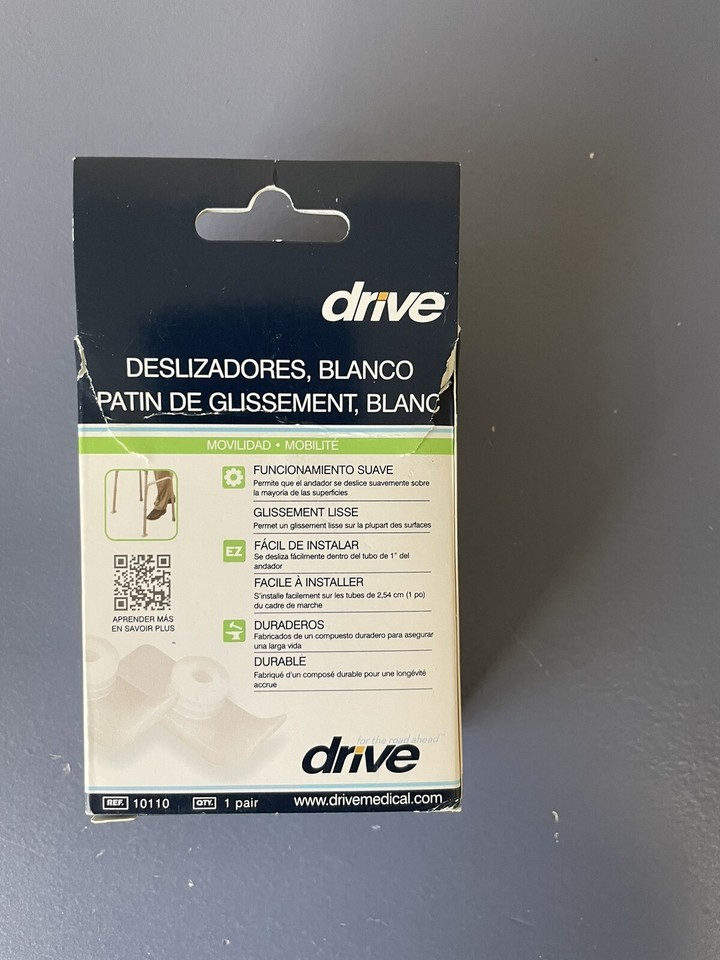 drive™
DESLIZADORES, BLANCO
PATIN DE GLISSEMENT, BLANC
MOVILIDAD • MOBILITÉ
FUNCIONAMIENTO SUAVE
Permite que el andador se deslice suavemente sobre
la mayoría de las superficies
GLISSEMENT LISSE
Permet un glissement lisse sur la plupart des surfaces
EZ
FÁCIL DE INSTALAR
Se desliza fácilmente dentro del tubo de 1" del
andador
FACILE À INSTALLER
S'installe facilement sur les tubes de 2,54 cm (1 po)
du cadre de marche
APRENDER MÁS
EN SAVOIR PLUS
DURADEROS
Fabricados de un compuesto duradero para asegurar
una larga vida
DURABLE
Fabriqué d'un composé durable pour une longévité
accrue
for the road ahead™
drive
REF. 10110 QTY. 1 pair www.drivemedical.com